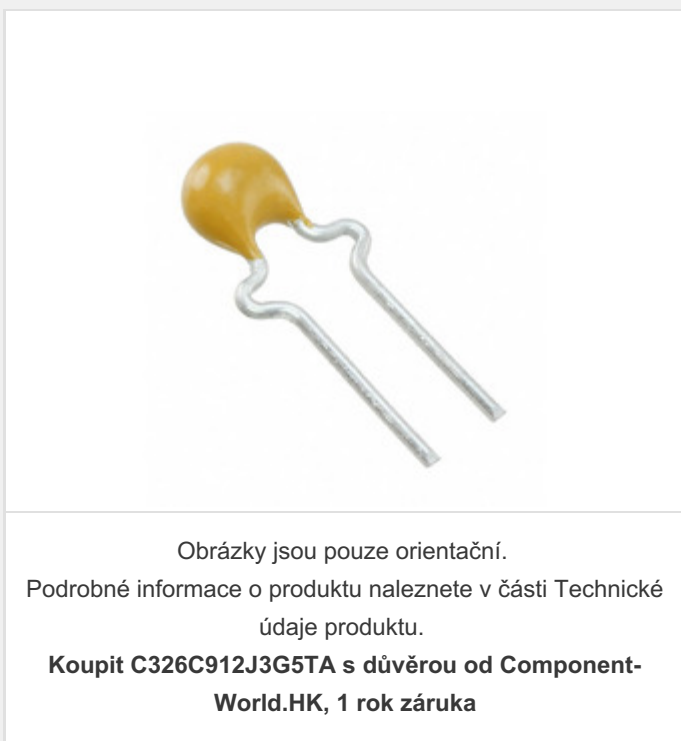 Obrázky jsou pouze orientační.
Podrobné informace o produktu naleznete v části Technické
údaje produktu.
Koupit C326C912J3G5TA s důvěrou od Component-
World.HK, 1 rok záruka